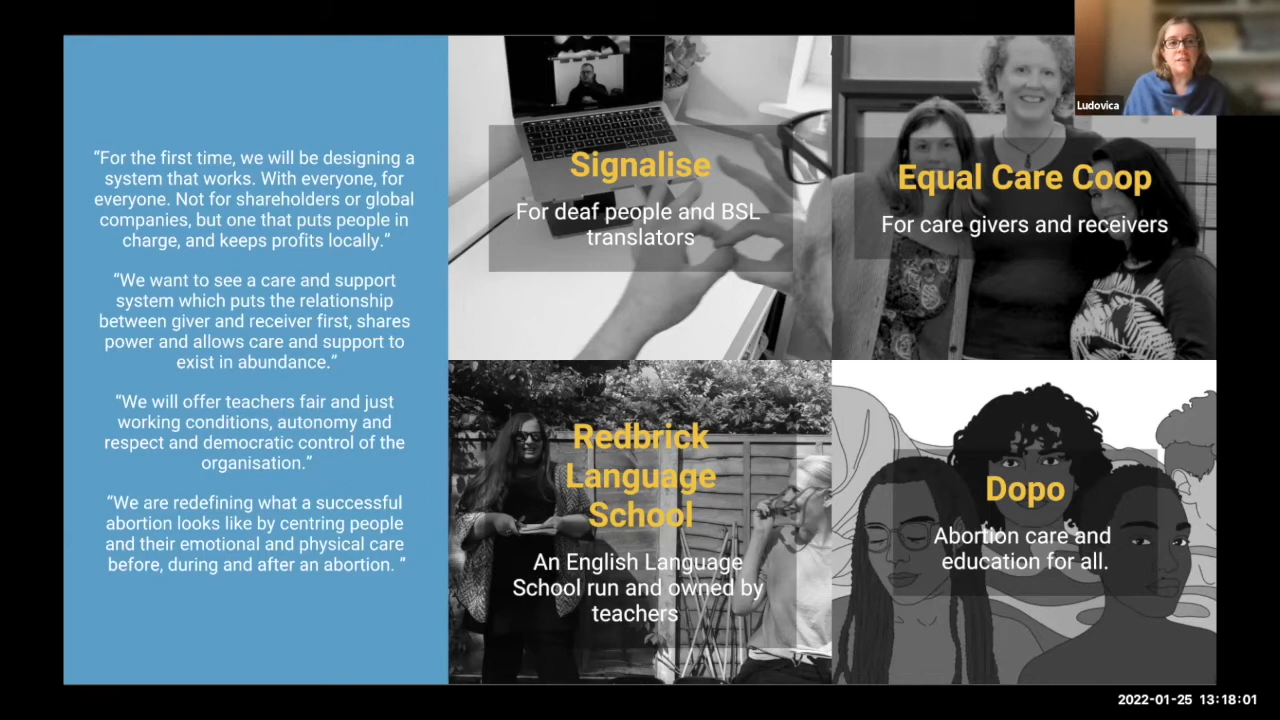 “For the first time, we will be designing a
system that works. With everyone, for
everyone. Not for shareholders or global
companies, but one that puts people in
charge, and keeps profits locally.”
“We want to see a care and support
system which puts the relationship
between giver and receiver first, shares
power and allows care and support to
exist in abundance.”
“We will offer teachers fair and just
working conditions, autonomy and
respect and democratic control of the
organisation.”
“We are redefining what a successful
abortion looks like by centring people
and their emotional and physical care
before, during and after an abortion. ”
Signalise
For deaf people and BSL
translators
Equal Care Coop
For care givers and receivers
Redbrick
Language
School
An English Language
School run and owned by
teachers
Dopo
Abortion care and
education for all.
Ludovica
2022-01-25 13:18:01